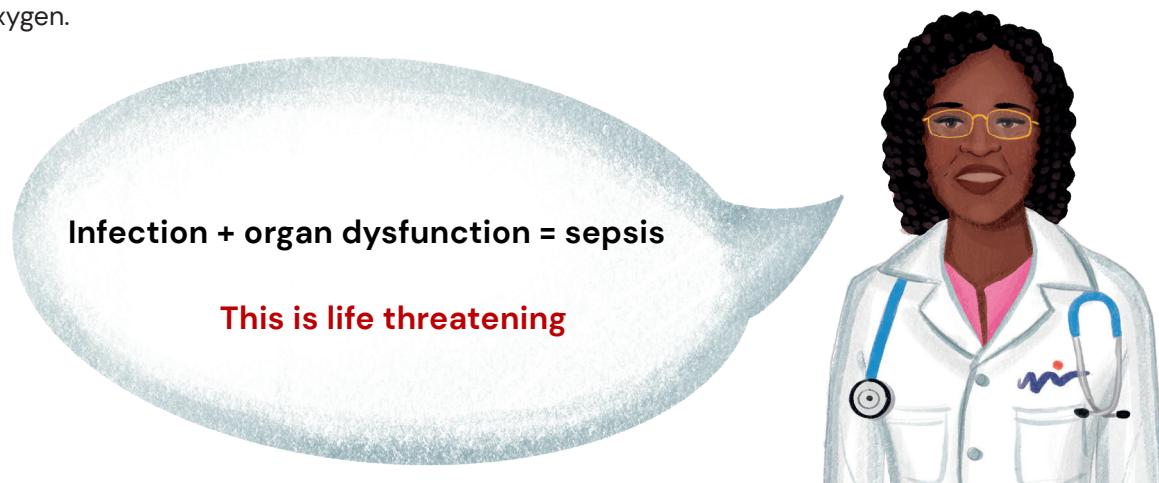 xygen.
Infection + organ dysfunction = sepsis
This is life threatening